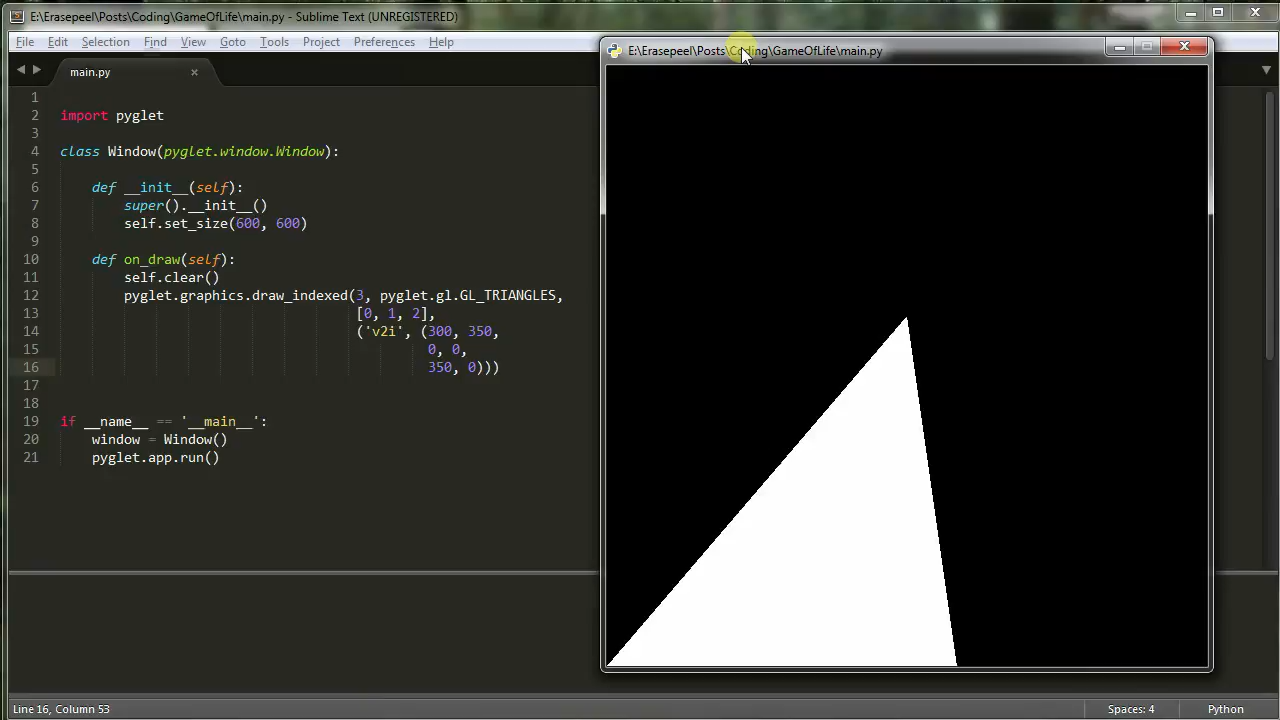 E:\Erasepeel\Posts\Coding\GameOfLife\main.py - Sublime Text (UNREGISTERED)
File Edit Selection Find View Goto Tools Project Preferences Help
main.py
1
2 import pyglet
3
4 class Window(pyglet.window.Window):
5
6 def __init__(self):
7 super().__init__()
8 self.set_size(600, 600)
9
10 def on_draw(self):
11 self.clear()
12 pyglet.graphics.draw_indexed(3, pyglet.gl.GL_TRIANGLES,
13 [0, 1, 2],
14 ('v2i', (300, 350,
15 0, 0,
16 350, 0)))
17
18
19 if __name__ == '__main__':
20 window = Window()
21 pyglet.app.run()
E:\Erasepeel\Posts\Coding\GameOfLife\main.py
Line 16, Column 53
Spaces: 4
Python